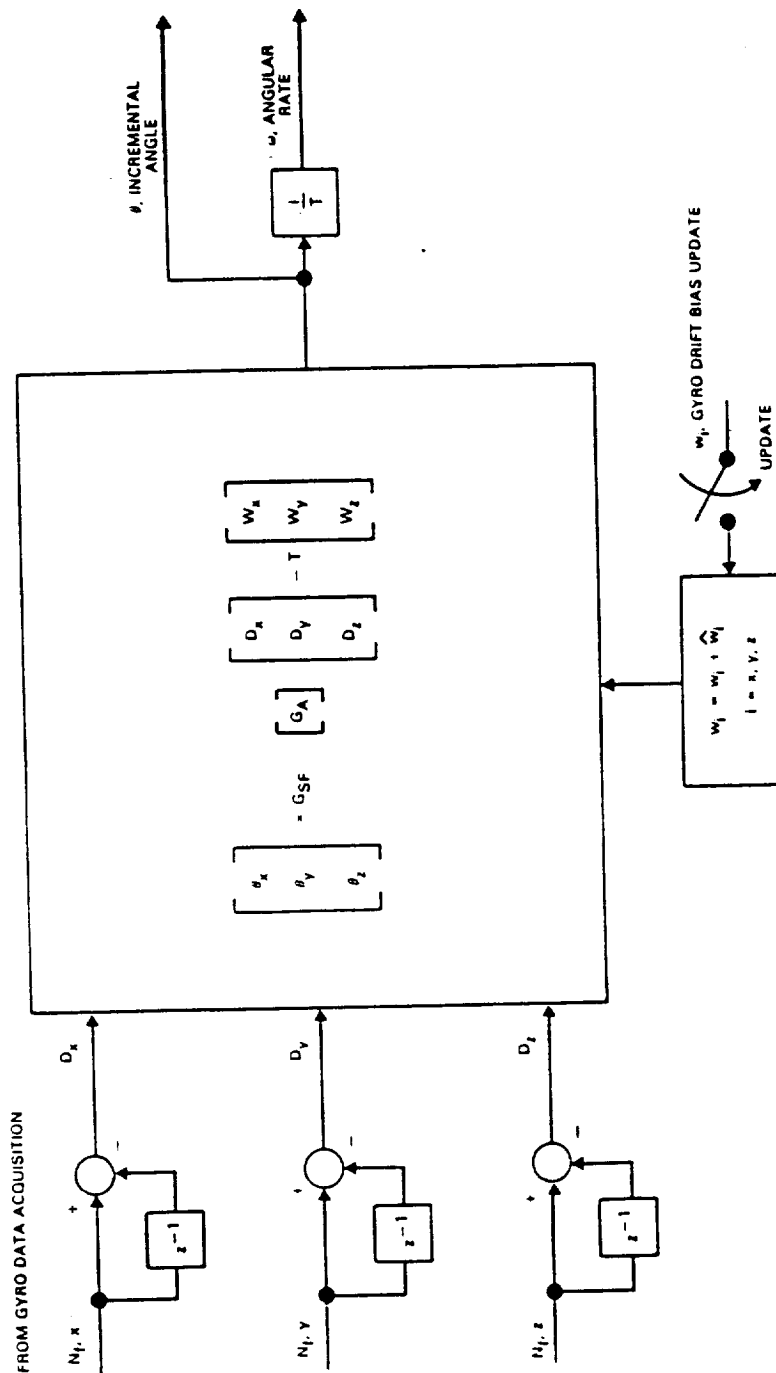 FROM GYRO DATA ACQUISITION
N_f, x
+
−
z⁻¹
D_x
N_f, y
+
−
z⁻¹
D_y
N_f, z
+
−
z⁻¹
D_z
[θ_x θ_y θ_z] = G_SF [G_A] [D_x D_y D_z] − T [W_x W_y W_z]
w_i = w_i + ŵ_i
i = x, y, z
UPDATE
w_i, GYRO DRIFT BIAS UPDATE
θ, INCREMENTAL
ANGLE
1/T
ω, ANGULAR
RATE